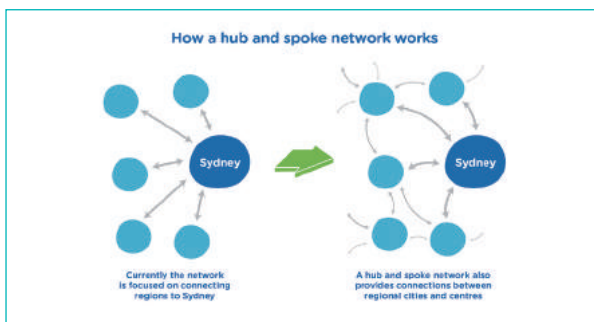 How a hub and spoke network works
Sydney
Sydney
Currently the network
is focused on connecting
regions to Sydney
A hub and spoke network also
provides connections between
regional cities and centres